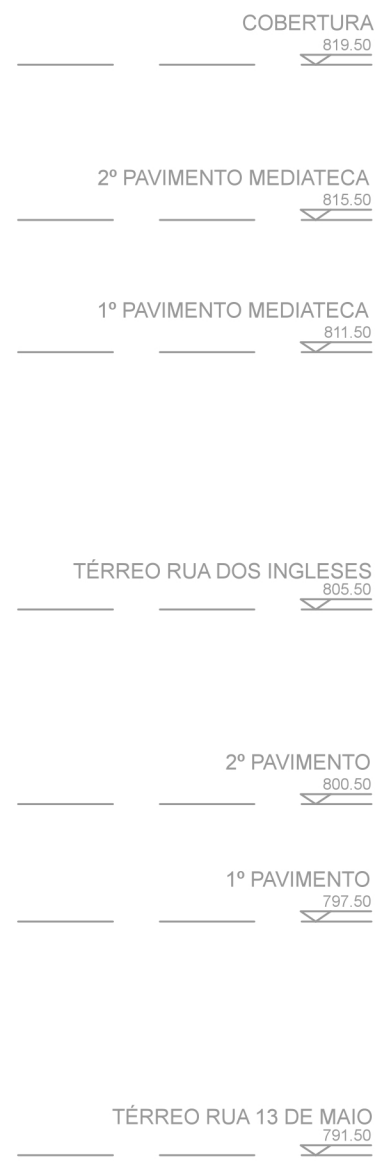 COBERTURA
819.50
2º PAVIMENTO MEDIATECA
815.50
1º PAVIMENTO MEDIATECA
811.50
TÉRREO RUA DOS INGLESES
805.50
2º PAVIMENTO
800.50
1º PAVIMENTO
797.50
TÉRREO RUA 13 DE MAIO
791.50